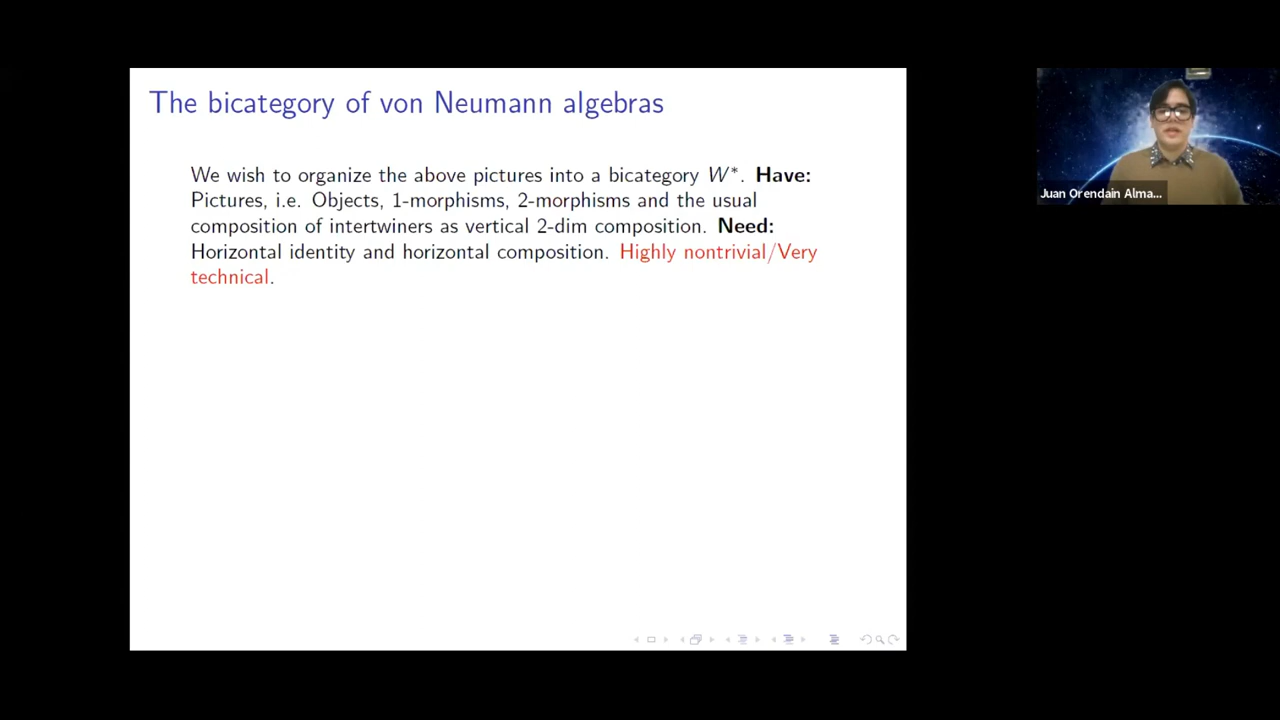 The bicategory of von Neumann algebras
We wish to organize the above pictures into a bicategory W*. Have:
Pictures, i.e. Objects, 1-morphisms, 2-morphisms and the usual
composition of intertwiners as vertical 2-dim composition. Need:
Horizontal identity and horizontal composition. Highly nontrivial/Very
technical.
Juan Orendain Alma...